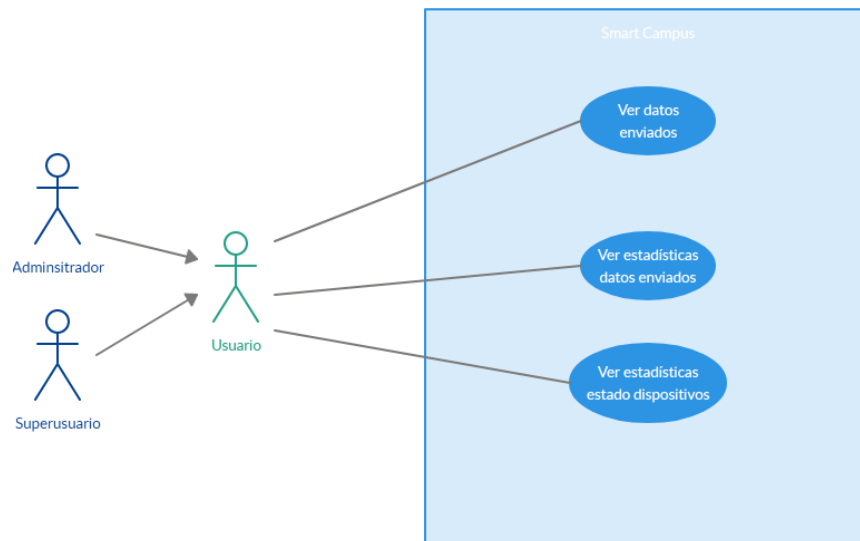 Smart Campus
Ver datos
enviados
Adminsitrador
Ver estadísticas
datos enviados
Usuario
Ver estadísticas
estado dispositivos
Superusuario